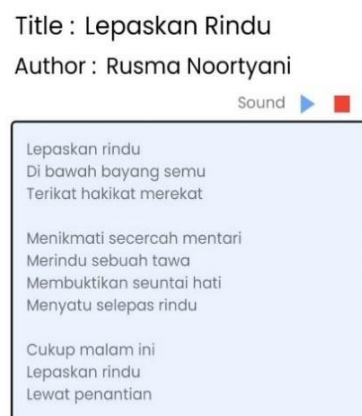 Title : Lepaskan Rindu
Author : Rusma Noortyani
Sound
Lepaskan rindu
Di bawah bayang semu
Terikat hakikat merekat
Menikmati secercah mentari
Merindu sebuah tawa
Membuktikan seuntai hati
Menyatu selepas rindu
Cukup malam ini
Lepaskan rindu
Lewat penantian